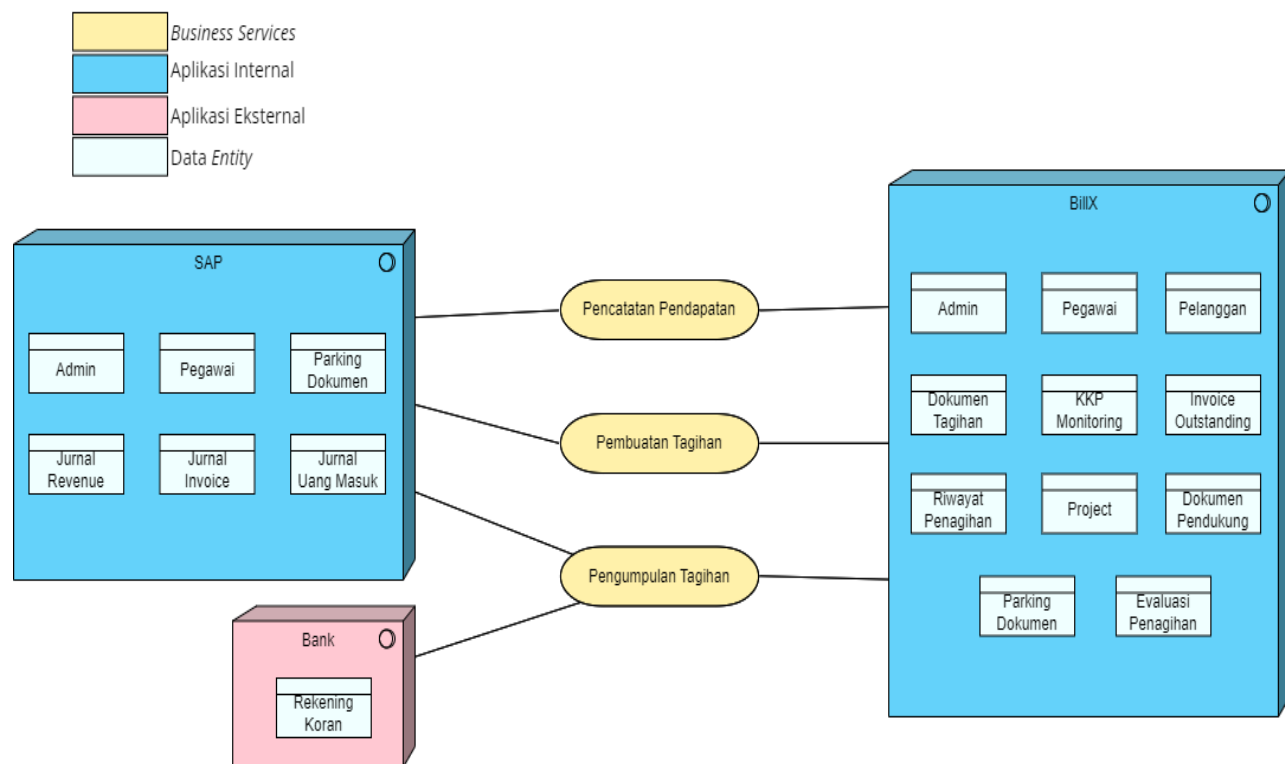 Business Services
Aplikasi Internal
Aplikasi Eksternal
Data Entity
SAP
Admin
Pegawai
Parking
Dokumen
Jurnal
Revenue
Jurnal
Invoice
Jurnal
Uang Masuk
Bank
Rekening
Koran
Pencatatan Pendapatan
Pembuatan Tagihan
Pengumpulan Tagihan
BillX
Admin
Pegawai
Pelanggan
Dokumen
Tagihan
KKP
Monitoring
Invoice
Outstanding
Riwayat
Penagihan
Project
Dokumen
Pendukung
Parking
Dokumen
Evaluasi
Penagihan